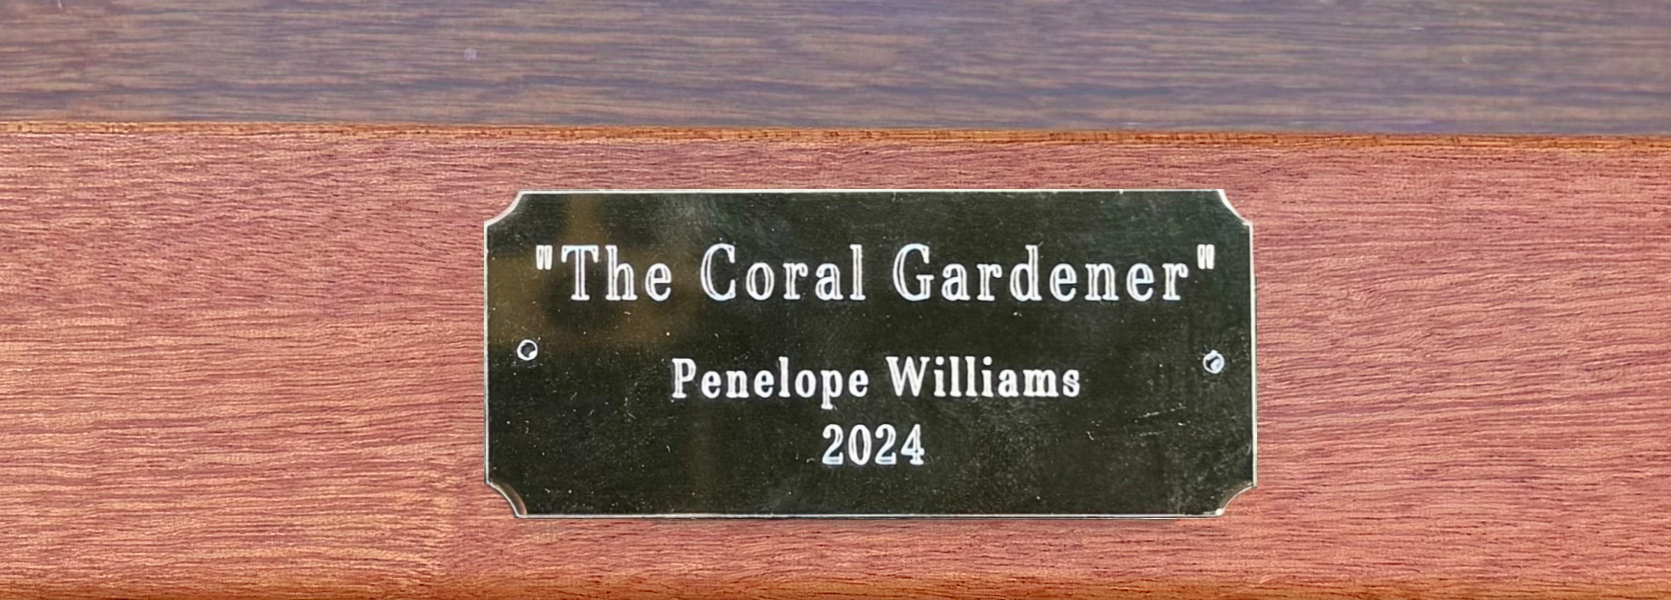 "The Coral Gardener"
Penelope Williams
2024